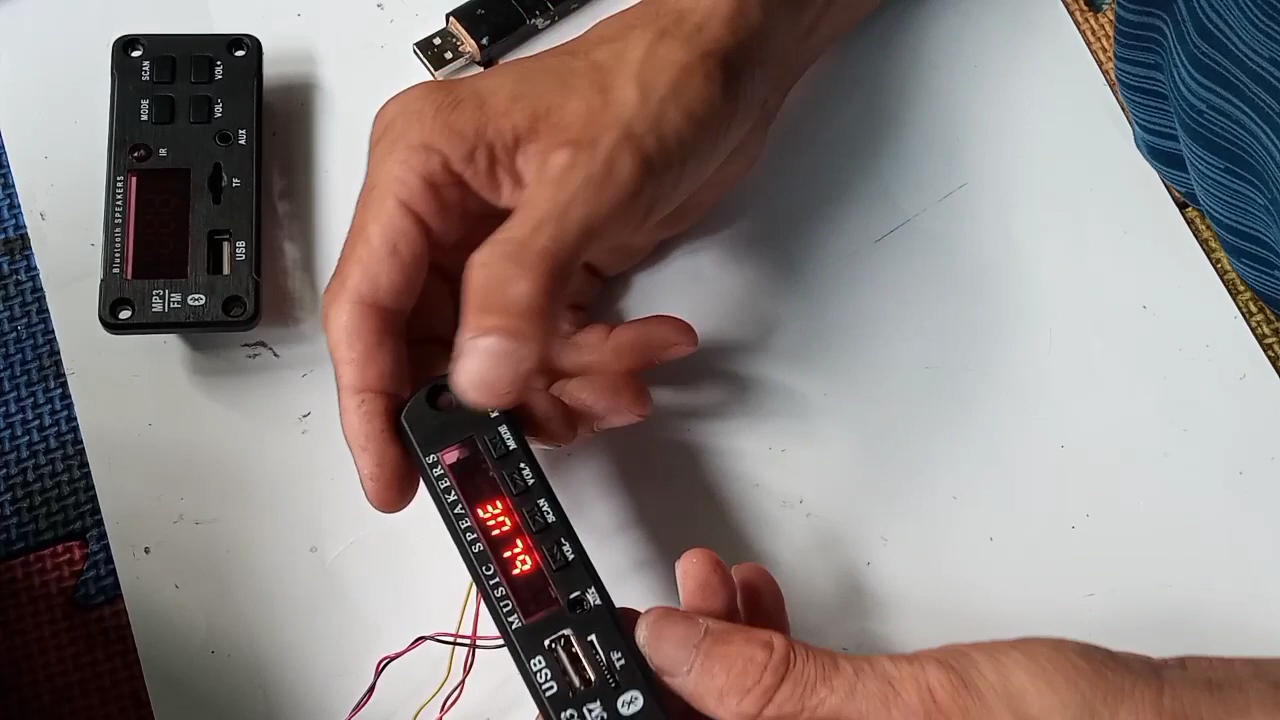 SCAN
VOL+
MODE
VOL-
AUX
IR
TF
Bluetooth SPEAKERS
USB
MP3
FM
MUSIC SPEAKERS
MODE
VOL+
SCAN
VOL-
AUX
USB
TF